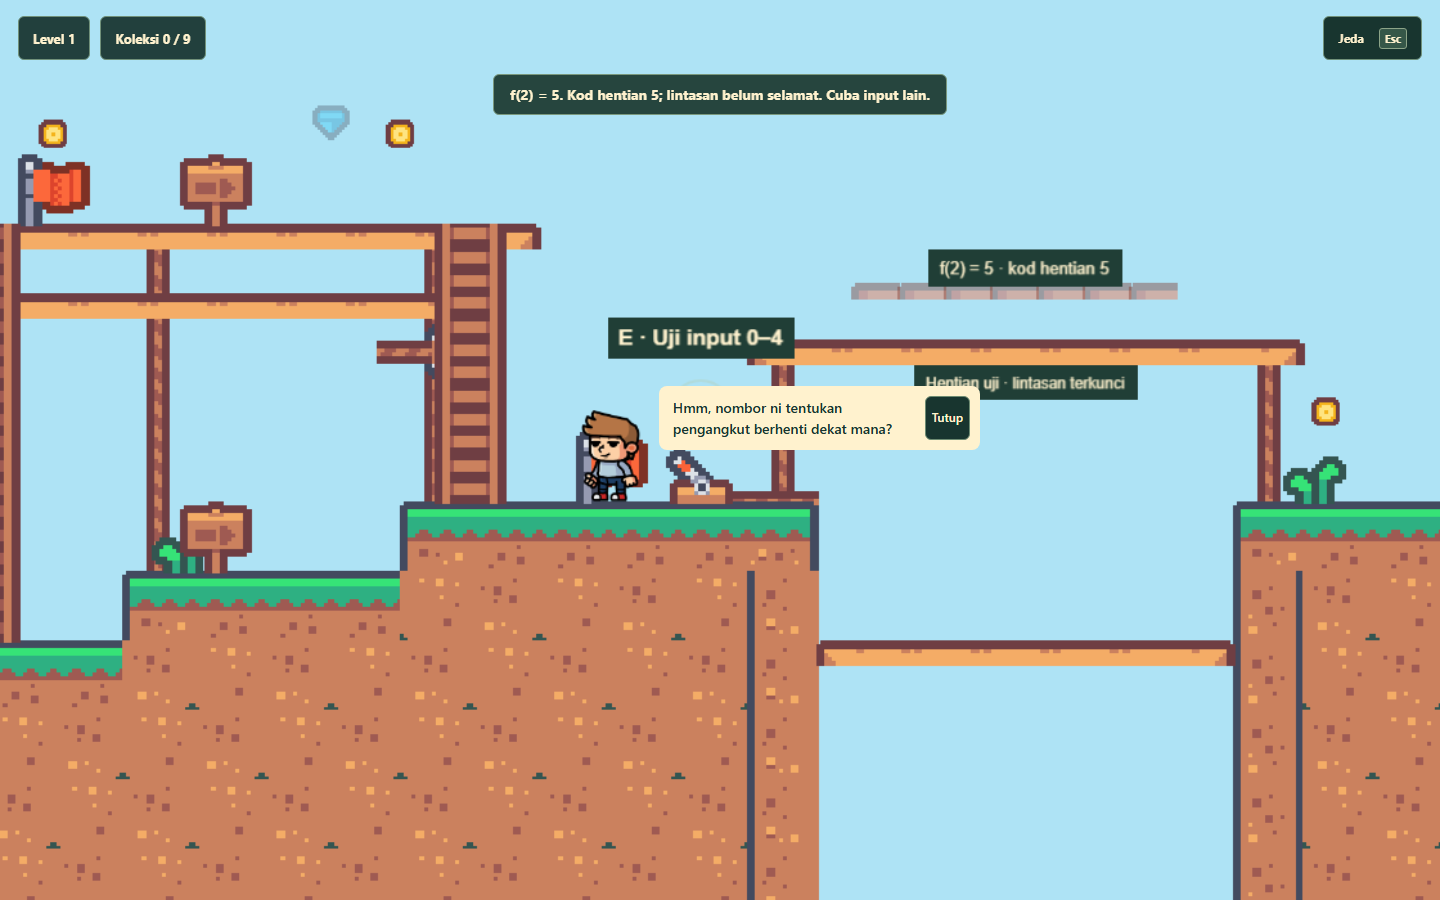 Level 1
Koleksi 0 / 9
Jeda Esc
f(2) = 5. Kod hentian 5; lintasan belum selamat. Cuba input lain.
f(2) = 5 · kod hentian 5
E · Uji input 0–4
Hentian uji · lintasan terkunci
Hmm, nombor ni tentukan
pengangkut berhenti dekat mana?
Tutup